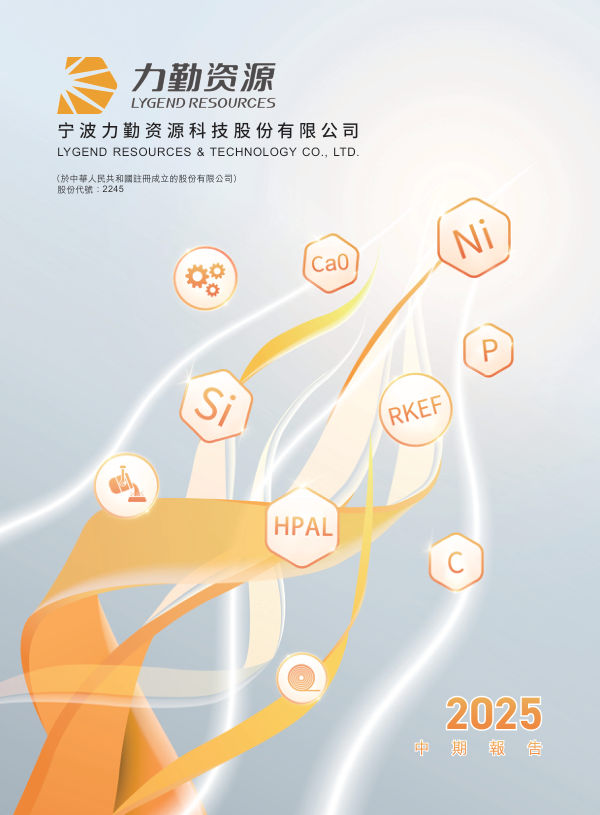 力勤资源
LYGEND RESOURCES
宁波力勤资源科技股份有限公司
LYGEND RESOURCES & TECHNOLOGY CO., LTD.
(於中華人民共和國註冊成立的股份有限公司)
股份代號：2245
Ni
CaO
P
Si
RKEF
HPAL
C
2025
中期報告